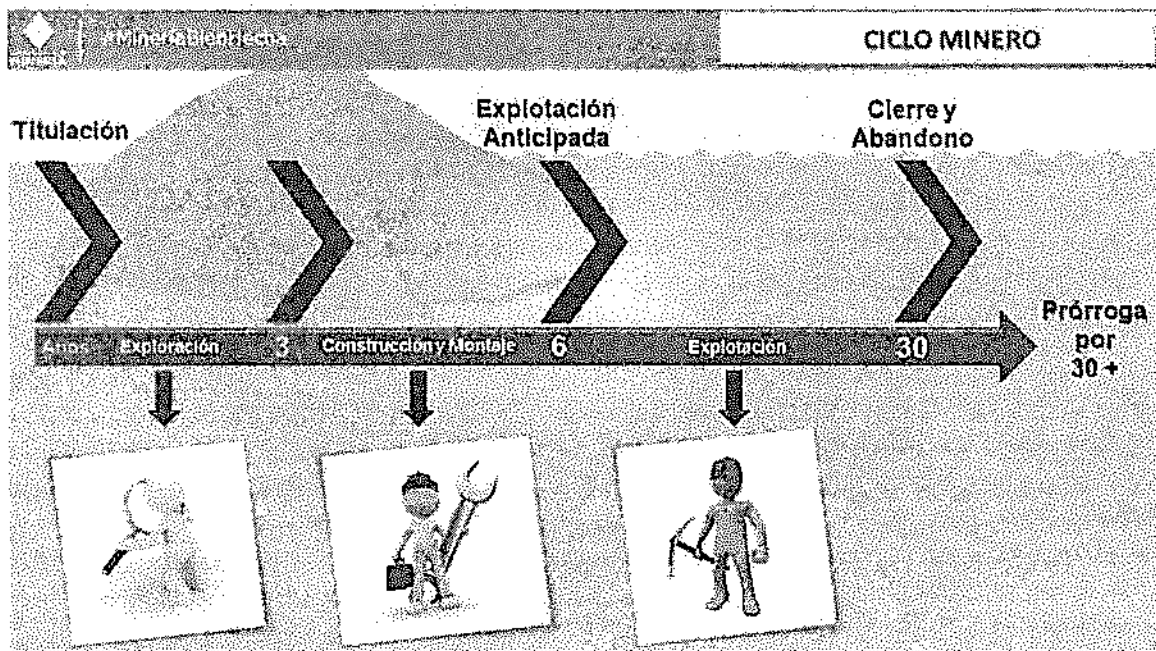 #MineríaBienHecha
CICLO MINERO
Titulación
Explotación
Anticipada
Cierre y
Abandono
Años Exploración 3 Construcción y Montaje 6 Explotación 30
Prórroga
por
30 +